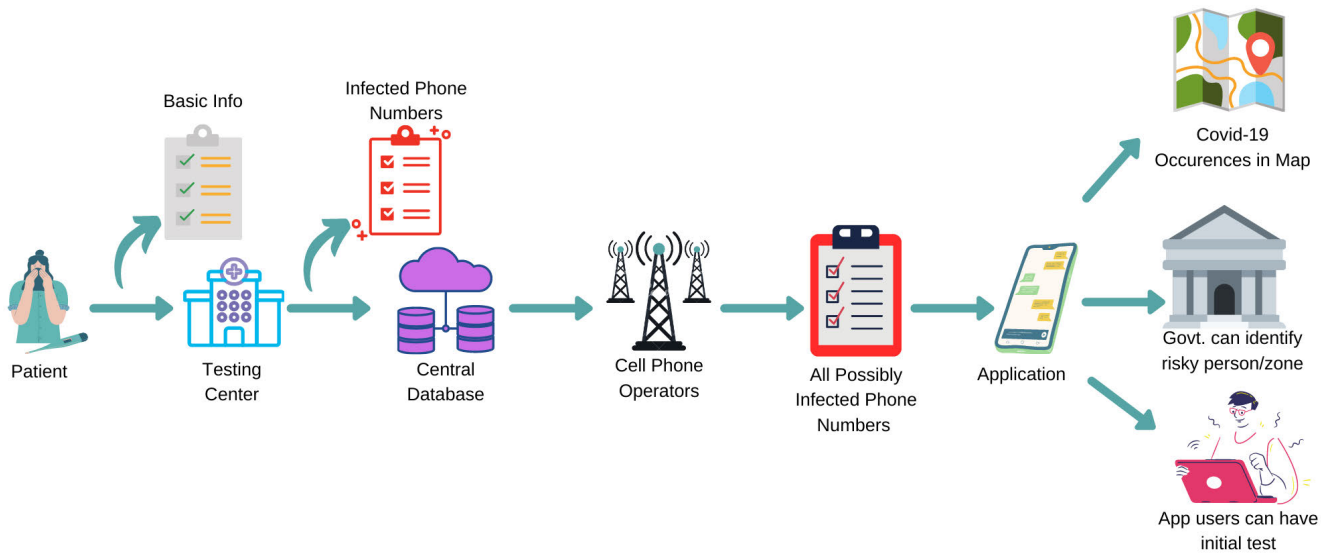 Basic Info
Infected Phone
Numbers
Patient
Testing
Center
Central
Database
Cell Phone
Operators
All Possibly
Infected Phone
Numbers
Application
Covid-19
Occurences in Map
Govt. can identify
risky person/zone
App users can have
initial test